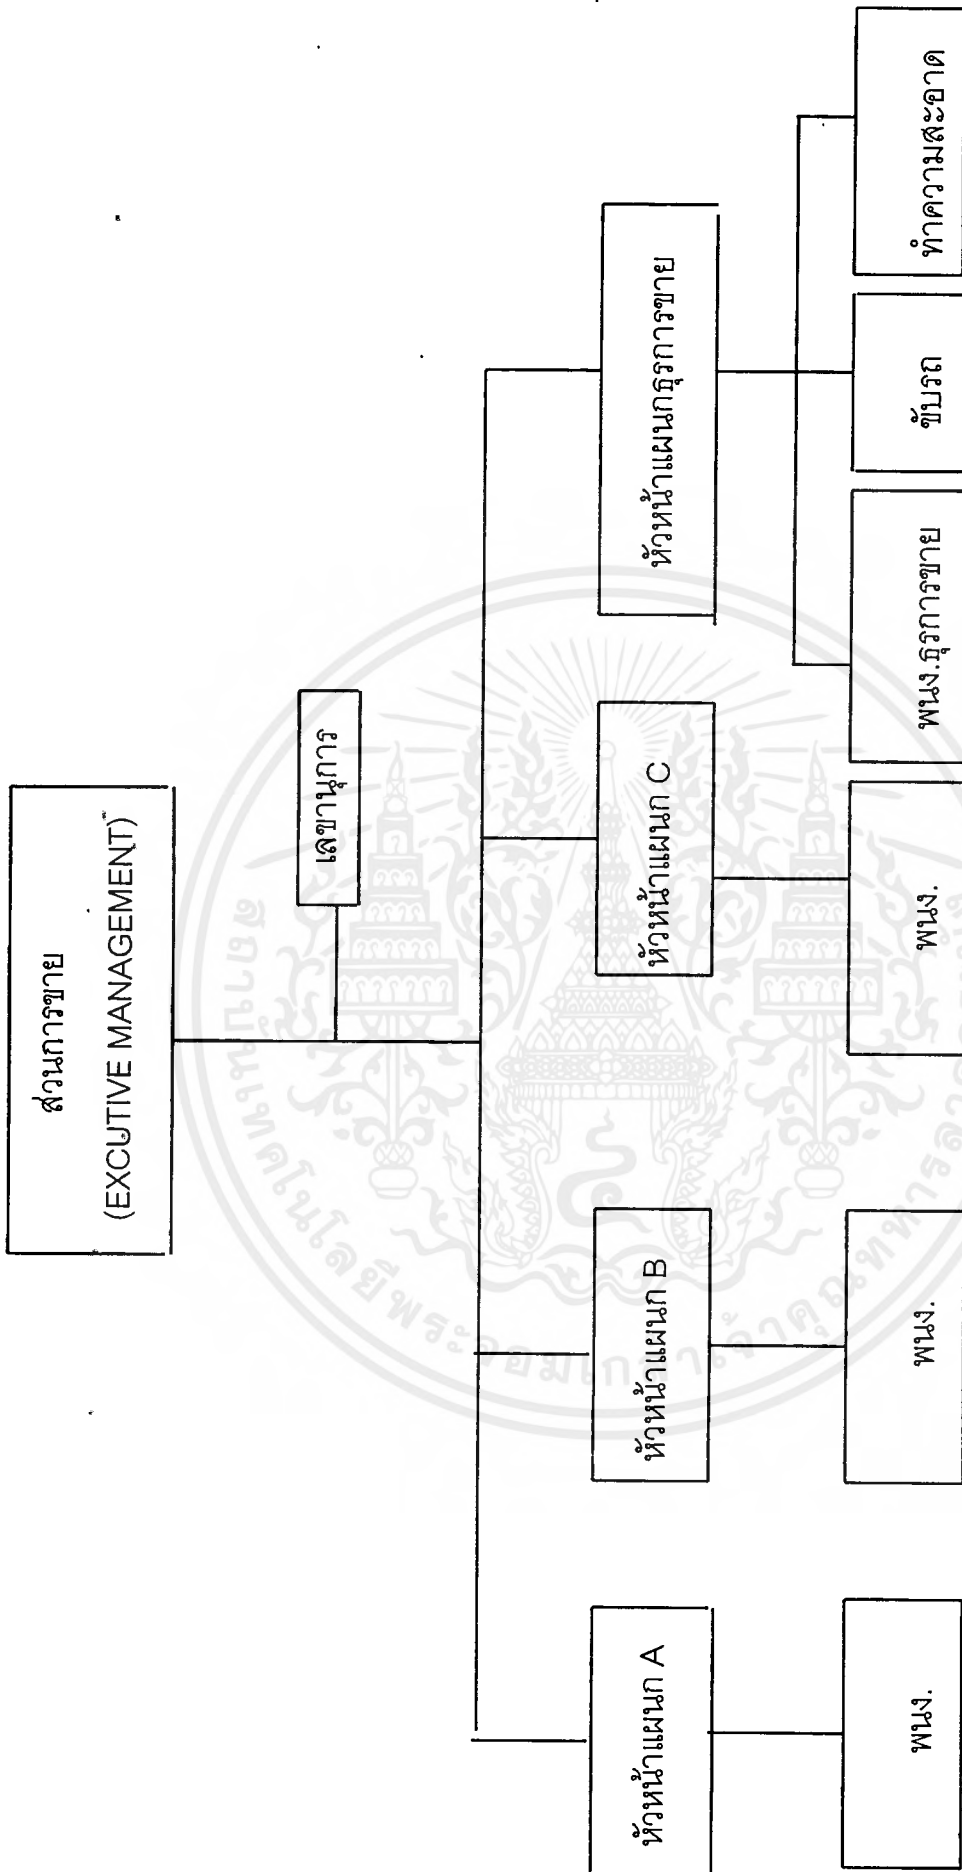 ส่วนการขาย
(EXCUTIVE MANAGEMENT)
เลขานุการ
หัวหน้าแผนก A
หัวหน้าแผนก B
หัวหน้าแผนก C
หัวหน้าแผนกธุรการขาย
พนง.
พนง.
พนง.
พนง.ธุรการขาย
ขับรถ
ทำความสะอาด